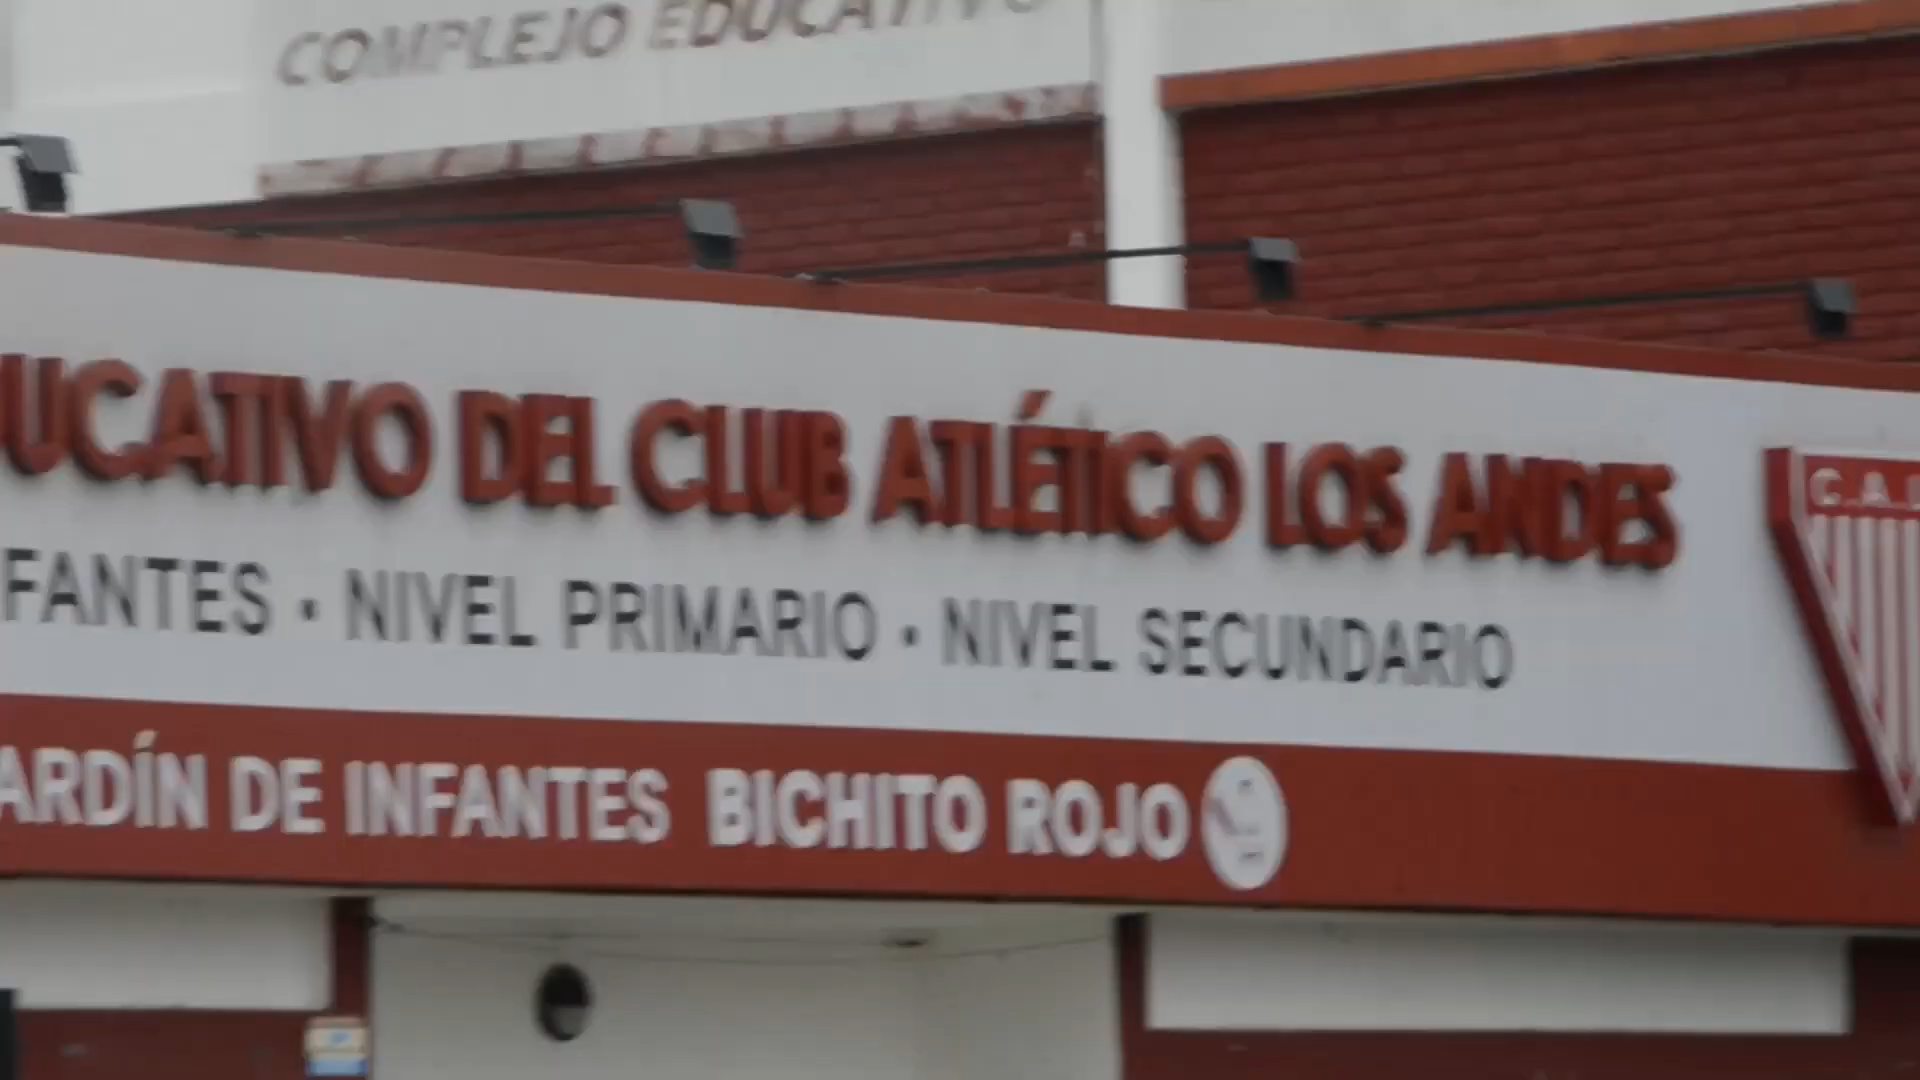 COMPLEJO EDUCATIVO
UCATIVO DEL CLUB ATLÉTICO LOS ANDES
C.A.L
FANTES · NIVEL PRIMARIO · NIVEL SECUNDARIO
ARDÍN DE INFANTES BICHITO ROJO